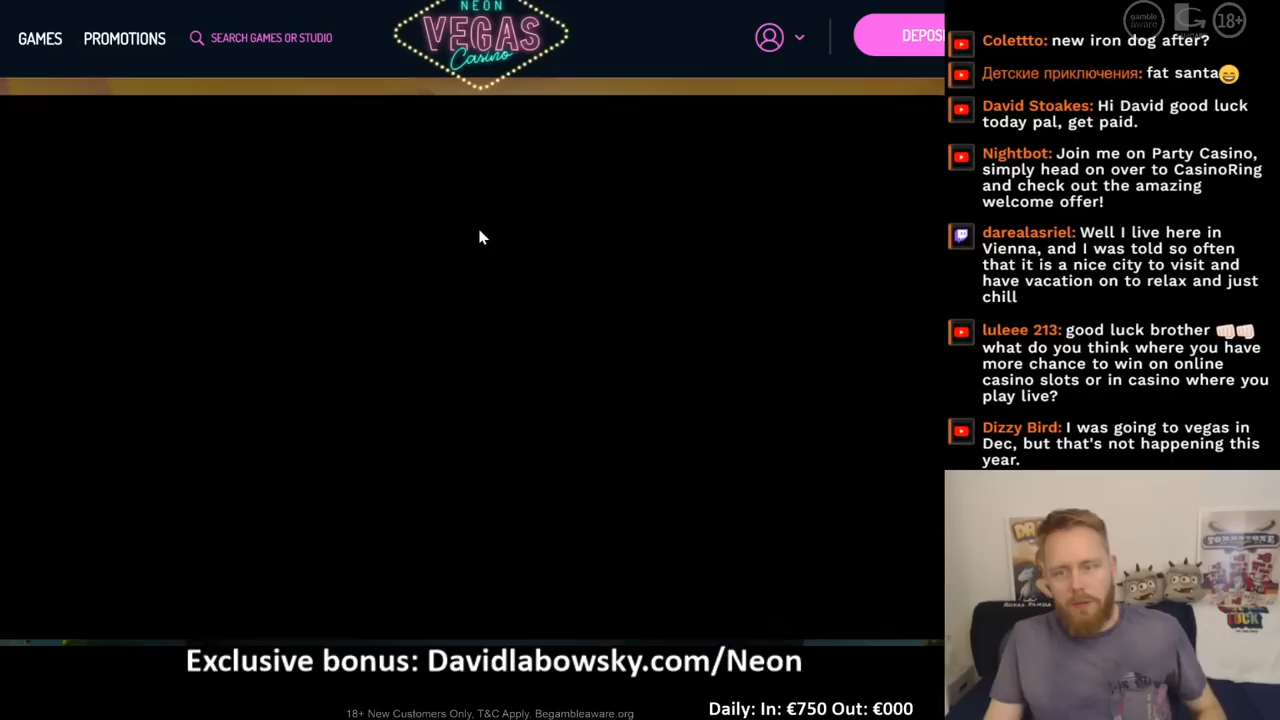 GAMES
PROMOTIONS
SEARCH GAMES OR STUDIO
NEON
VEGAS
Casino
gamble
aware
18+
Colettto: new iron dog after?
Детские приключения: fat santa😄
David Stoakes: Hi David good luck
today pal, get paid.
Nightbot: Join me on Party Casino,
simply head on over to CasinoRing
and check out the amazing
welcome offer!
darealasriel: Well I live here in
Vienna, and I was told so often
that it is a nice city to visit and
have vacation on to relax and just
chill
luleee 213: good luck brother 👊🏻👊🏻
what do you think where you have
more chance to win on online
casino slots or in casino where you
play live?
Dizzy Bird: I was going to vegas in
Dec, but that's not happening this
year.
ROYAL PANDA
TOMBSTONE
LUCK
Exclusive bonus: Davidlabowsky.com/Neon
18+ New Customers Only, T&C Apply. Begambleaware.org
Daily: In: €750 Out: €000